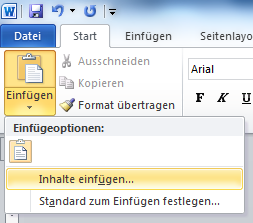 W
Datei Start Einfügen Seitenlayo
Einfügen
Ausschneiden
Kopieren
Format übertragen
Arial
F K U
Einfügeoptionen:
Inhalte einfügen...
Standard zum Einfügen festlegen...